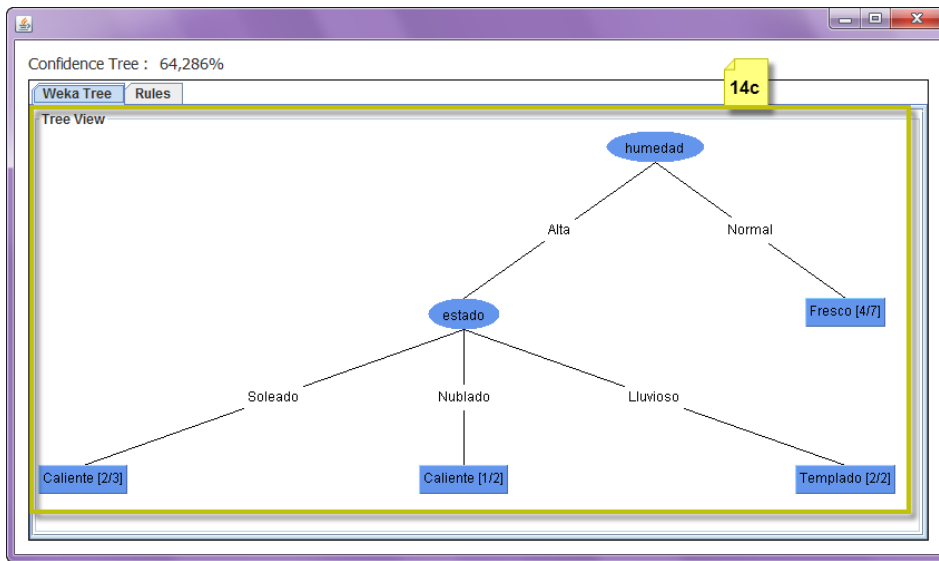 Confidence Tree : 64,286%
Weka Tree Rules
14c
Tree View
humedad
Alta Normal
estado Fresco [4/7]
Soleado Nublado Lluvioso
Caliente [2/3] Caliente [1/2] Templado [2/2]